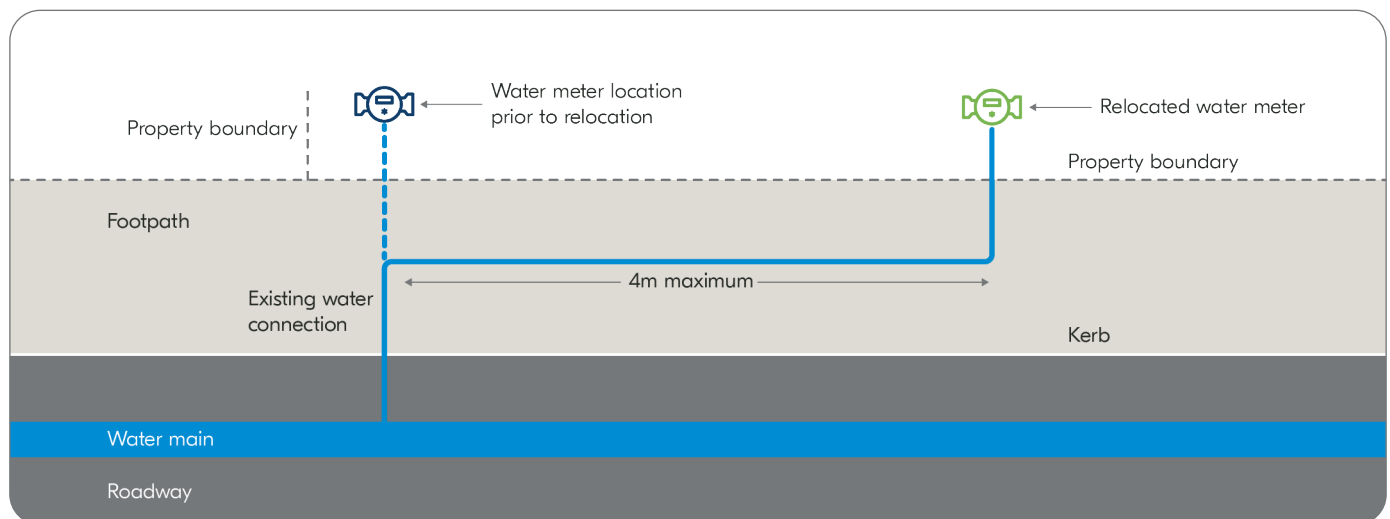 Water meter location
prior to relocation
Relocated water meter
Property boundary
Property boundary
Footpath
4m maximum
Existing water
connection
Kerb
Water main
Roadway